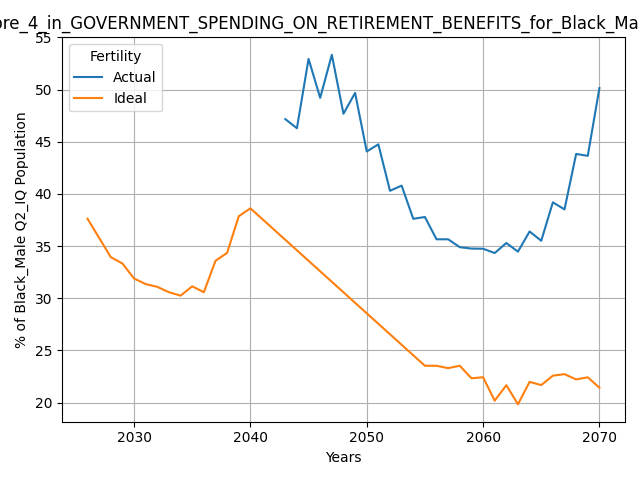 ore_4_in_GOVERNMENT_SPENDING_ON_RETIREMENT_BENEFITS_for_Black_Ma
Fertility
Actual
Ideal
% of Black_Male Q2_IQ Population
55
50
45
40
35
30
25
20
2030
2040
2050
2060
2070
Years